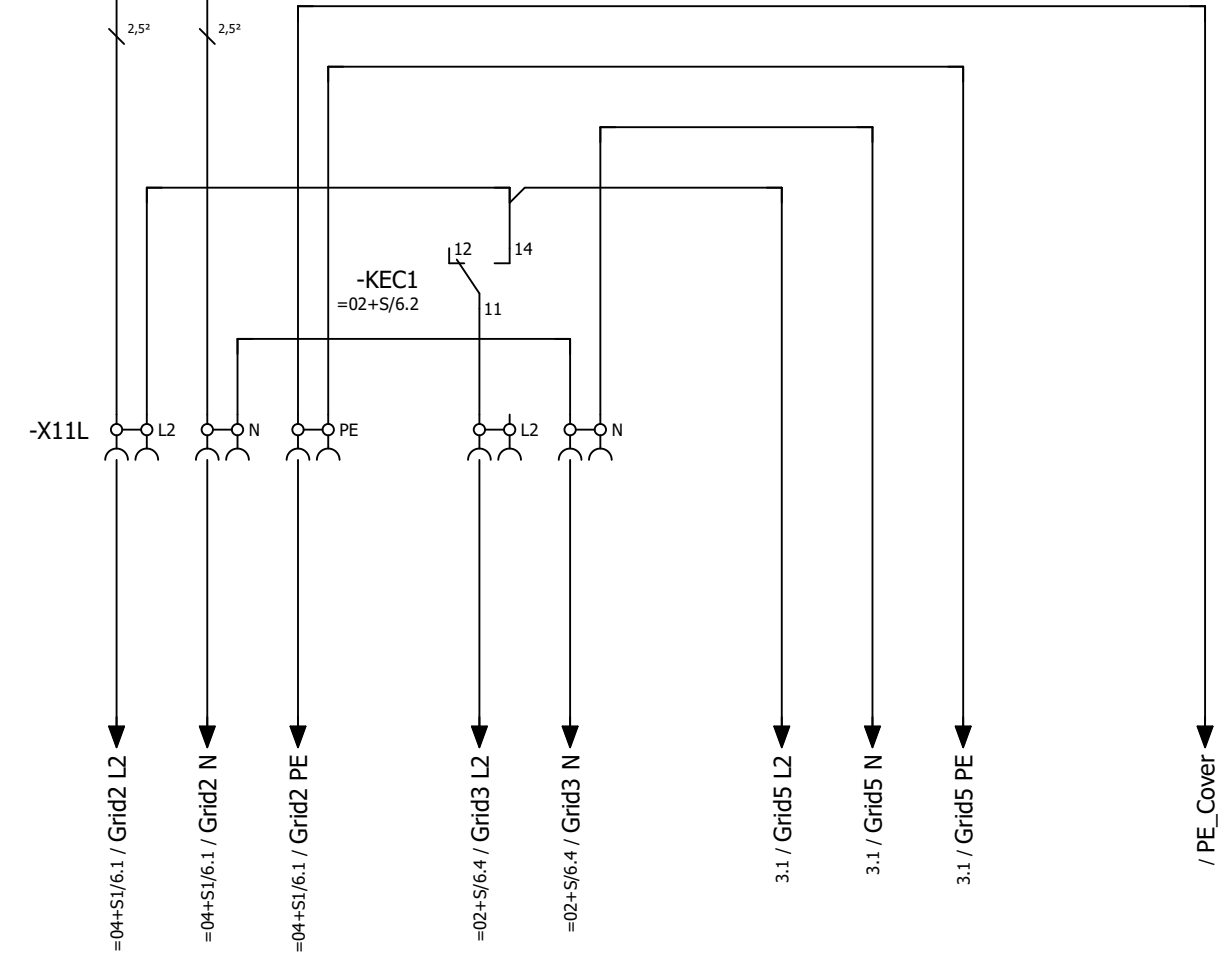 2,5²
2,5²
12
14
-KEC1
=02+S/6.2
11
-X11L
L2
N
PE
L2
N
=04+S1/6.1 / Grid2 L2
=04+S1/6.1 / Grid2 N
=04+S1/6.1 / Grid2 PE
=02+S/6.4 / Grid3 L2
=02+S/6.4 / Grid3 N
3.1 / Grid5 L2
3.1 / Grid5 N
3.1 / Grid5 PE
/ PE_Cover